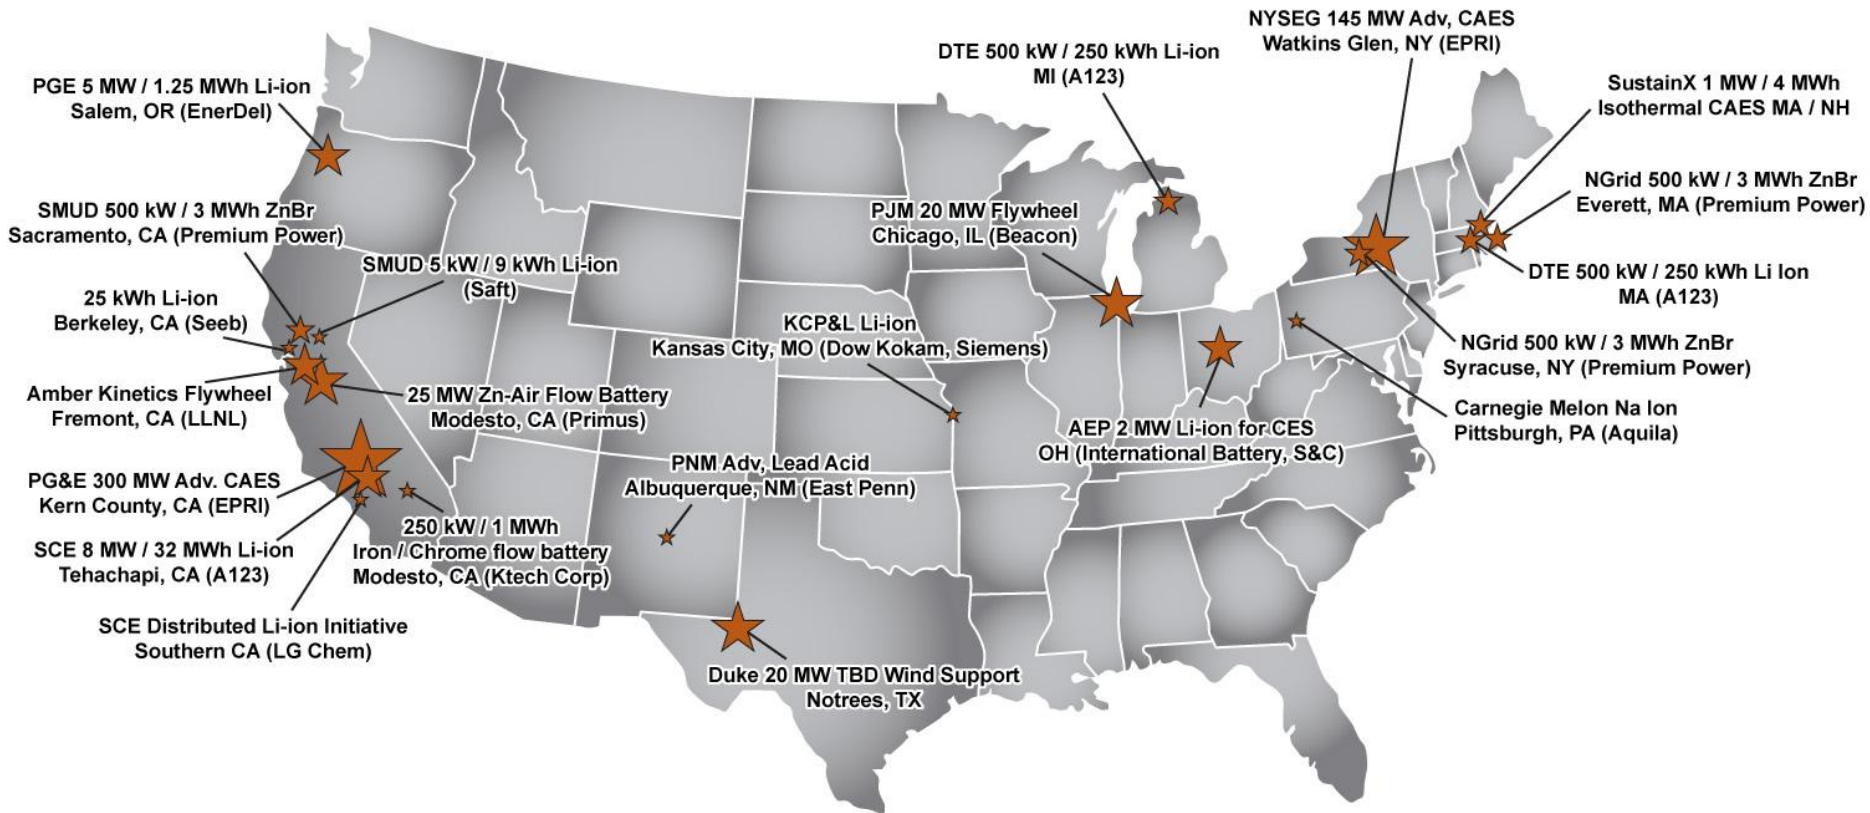 NYSEG 145 MW Adv, CAES
Watkins Glen, NY (EPRI)
DTE 500 kW / 250 kWh Li-ion
MI (A123)
PGE 5 MW / 1.25 MWh Li-ion
Salem, OR (EnerDel)
SustainX 1 MW / 4 MWh
Isothermal CAES MA / NH
NGrid 500 kW / 3 MWh ZnBr
Everett, MA (Premium Power)
SMUD 500 kW / 3 MWh ZnBr
Sacramento, CA (Premium Power)
PJM 20 MW Flywheel
Chicago, IL (Beacon)
SMUD 5 kW / 9 kWh Li-ion
(Saft)
DTE 500 kW / 250 kWh Li Ion
MA (A123)
25 kWh Li-ion
Berkeley, CA (Seeb)
KCP&L Li-ion
Kansas City, MO (Dow Kokam, Siemens)
NGrid 500 kW / 3 MWh ZnBr
Syracuse, NY (Premium Power)
Amber Kinetics Flywheel
Fremont, CA (LLNL)
25 MW Zn-Air Flow Battery
Modesto, CA (Primus)
Carnegie Melon Na Ion
Pittsburgh, PA (Aquila)
AEP 2 MW Li-ion for CES
OH (International Battery, S&C)
PNM Adv, Lead Acid
Albuquerque, NM (East Penn)
PG&E 300 MW Adv. CAES
Kern County, CA (EPRI)
250 kW / 1 MWh
Iron / Chrome flow battery
Modesto, CA (Ktech Corp)
SCE 8 MW / 32 MWh Li-ion
Tehachapi, CA (A123)
SCE Distributed Li-ion Initiative
Southern CA (LG Chem)
Duke 20 MW TBD Wind Support
Notrees, TX